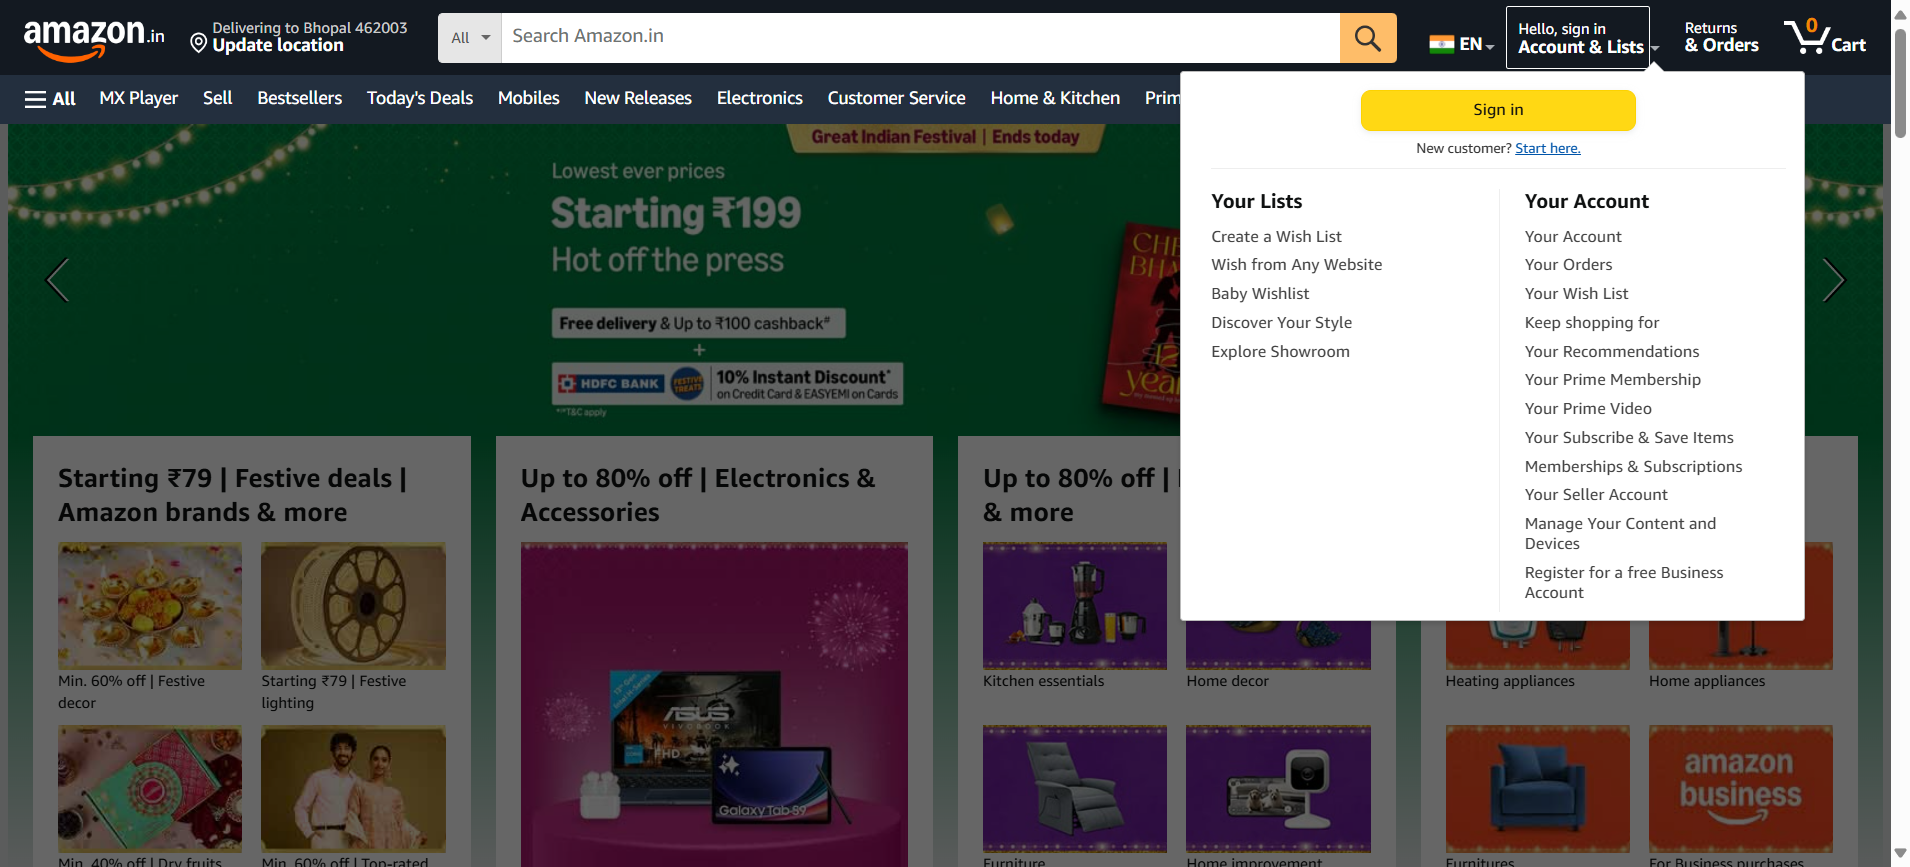 amazon.in
Delivering to Bhopal 462003
Update location
All
Search Amazon.in
EN
Hello, sign in
Account & Lists
Returns
& Orders
0
Cart
All
MX Player
Sell
Bestsellers
Today's Deals
Mobiles
New Releases
Electronics
Customer Service
Home & Kitchen
Prim
Sign in
New customer? Start here.
Your Lists
Create a Wish List
Wish from Any Website
Baby Wishlist
Discover Your Style
Explore Showroom
Your Account
Your Account
Your Orders
Your Wish List
Keep shopping for
Your Recommendations
Your Prime Membership
Your Prime Video
Your Subscribe & Save Items
Memberships & Subscriptions
Your Seller Account
Manage Your Content and
Devices
Register for a free Business
Account
Great Indian Festival | Ends today
Lowest ever prices
Starting ₹199
Hot off the press
Free delivery & Up to ₹100 cashback#
+
HDFC BANK
FESTIVE
TREATS
10% Instant Discount*
on Credit Card & EASYEMI on Cards
*/#T&C apply
Starting ₹79 | Festive deals |
Amazon brands & more
Min. 60% off | Festive
decor
Starting ₹79 | Festive
lighting
Min. 40% off | Dry fruits
Min. 60% off | Top-rated
Up to 80% off | Electronics &
Accessories
13th Gen
Intel H-Series
ASUS
VIVOBOOK
FHD
Galaxy Tab S9
Up to 80% off |
& more
Kitchen essentials
Home decor
Furniture
Home improvement
Heating appliances
Home appliances
Furnitures
amazon
business
For Business purchases